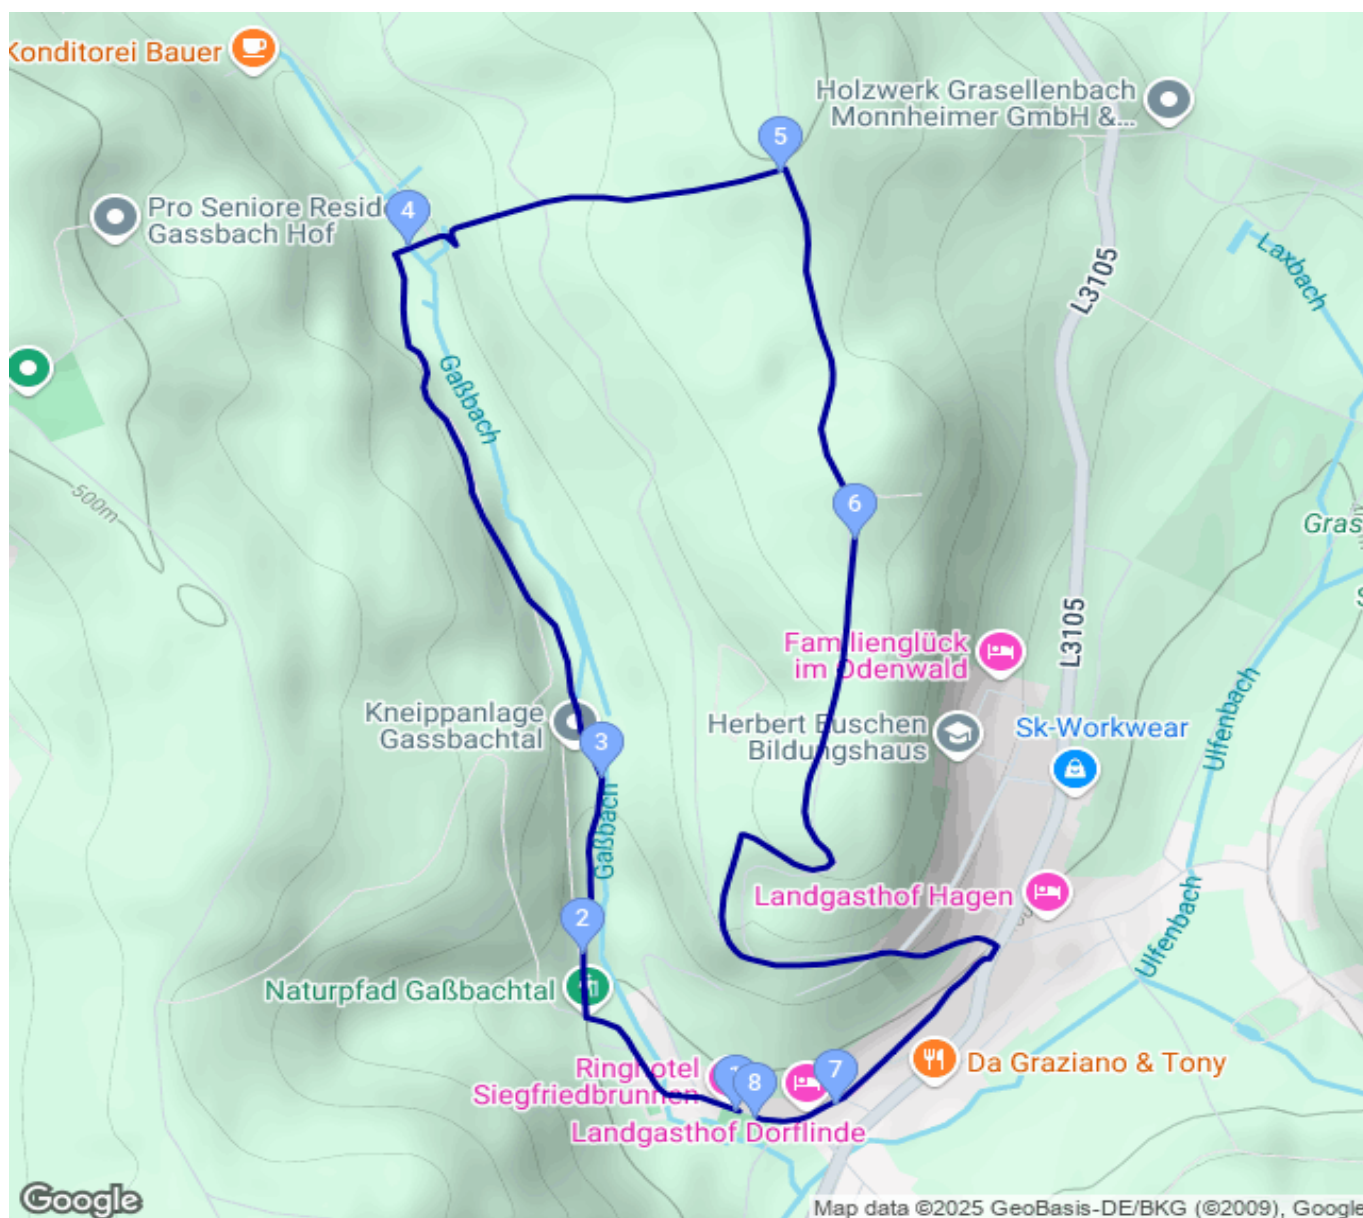 Konditorei Bauer
Holzwerk Grasellenbach
Monnheimer GmbH &...
5
Pro Seniore Resid
Gassbach Hof
4
L3105
Laxbach
Gaßbach
500m
6
Gras
L3105
Familienglück
im Odenwald
Kneippanlage
Gassbachtal
3
Herbert Buschen
Bildungshaus
Sk-Workwear
Ulfenbach
Gaßbach
Landgasthof Hagen
2
Ulfenbach
Naturpfad Gaßbachtal
Ringhotel
Siegfriedbrunnen
8
7
Da Graziano & Tony
Landgasthof Dorflinde
Google
Map data ©2025 GeoBasis-DE/BKG (©2009), Google